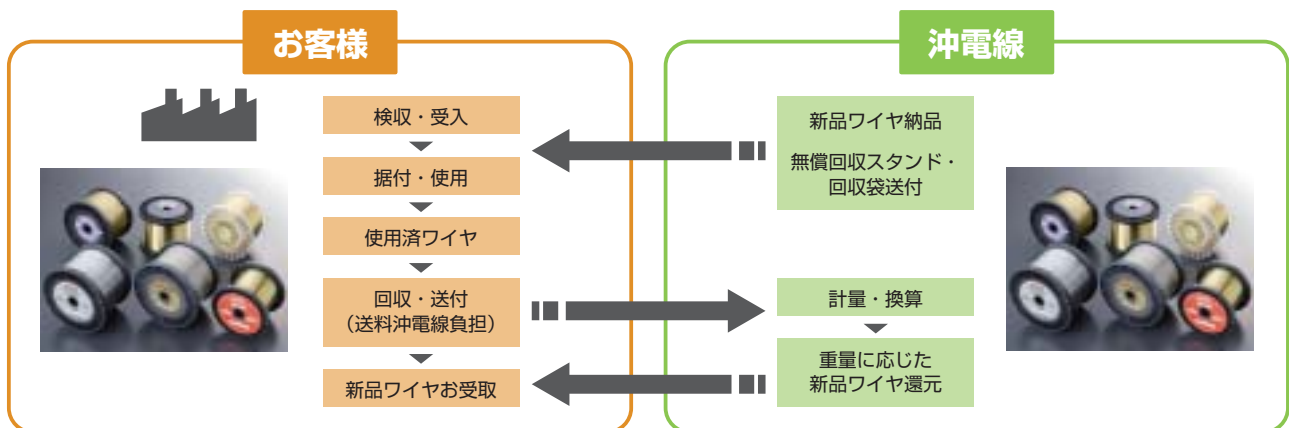 お客様
検収・受入
据付・使用
使用済ワイヤ
回収・送付
（送料沖電線負担）
新品ワイヤお受取
沖電線
新品ワイヤ納品
無償回収スタンド・
回収袋送付
計量・換算
重量に応じた
新品ワイヤ還元